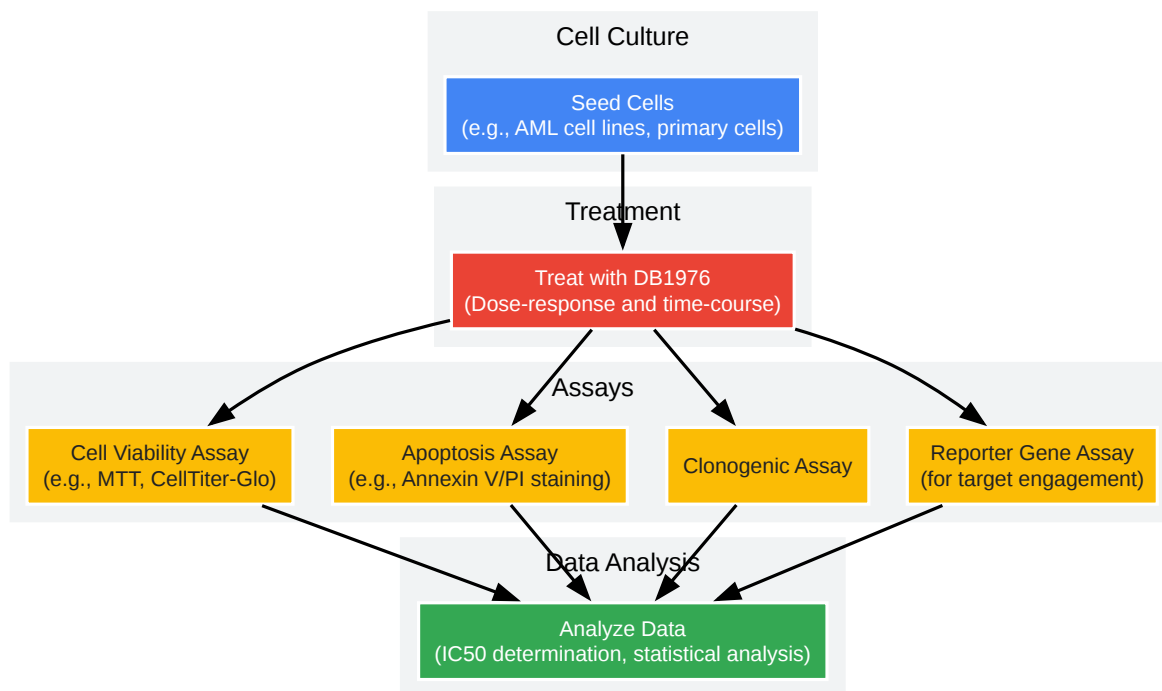 Cell Culture
Seed Cells
(e.g., AML cell lines, primary cells)
Treatment
Treat with DB1976
(Dose-response and time-course)
Assays
Cell Viability Assay
(e.g., MTT, CellTiter-Glo)
Apoptosis Assay
(e.g., Annexin V/PI staining)
Clonogenic Assay
Reporter Gene Assay
(for target engagement)
Data Analysis
Analyze Data
(IC50 determination, statistical analysis)